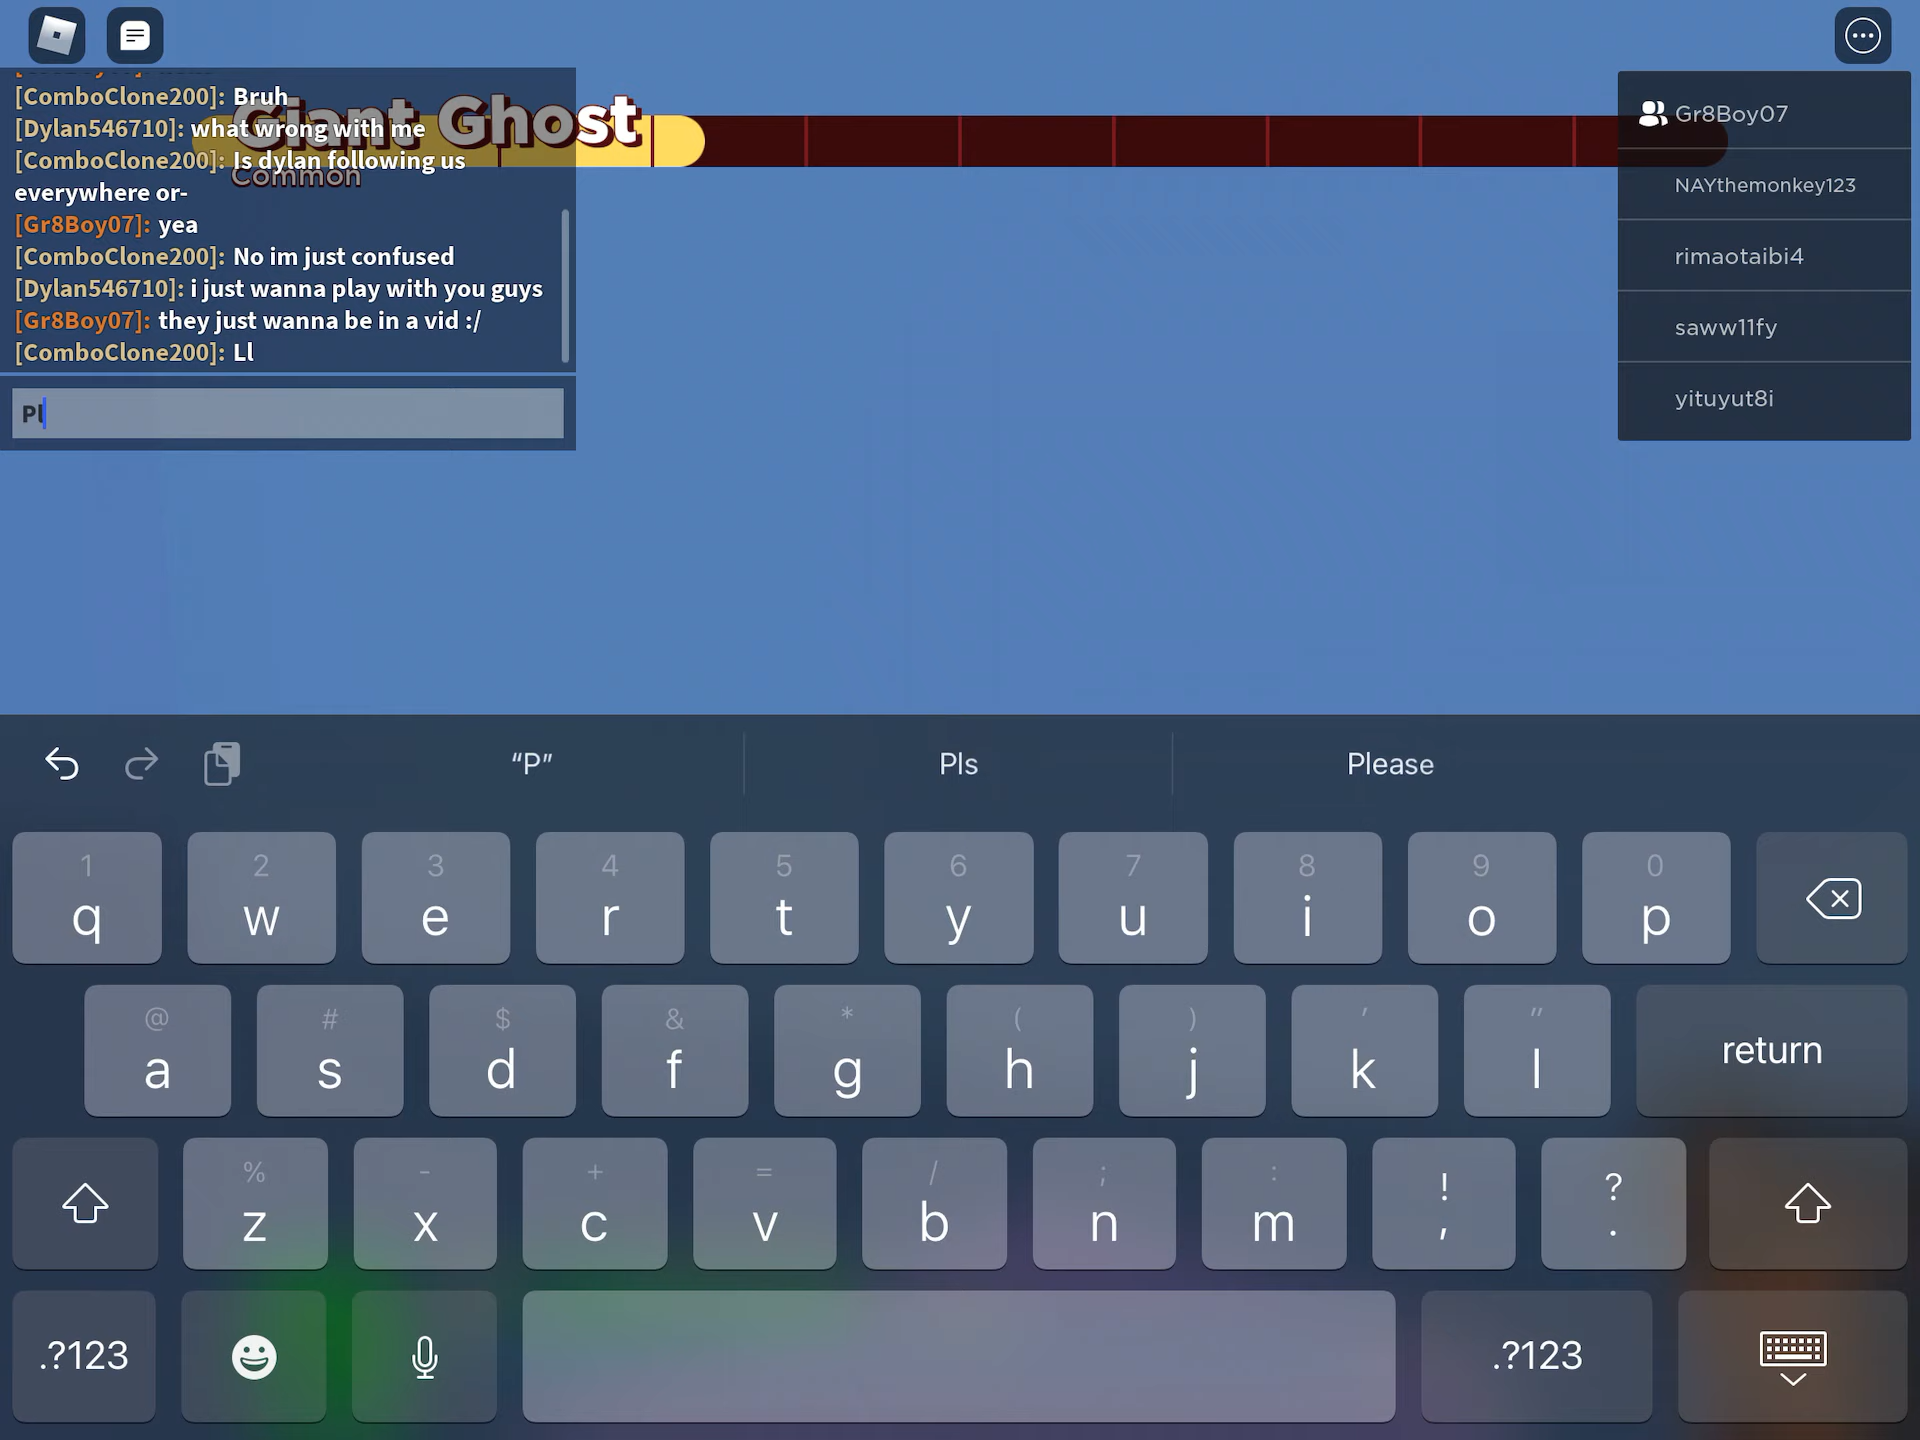 [ComboClone200]: Bruh
Giant Ghost
[Dylan546710]: what wrong with me
[ComboClone200]: Is dylan following us
Common
everywhere or-
[Gr8Boy07]: yea
[ComboClone200]: No im just confused
[Dylan546710]: i just wanna play with you guys
[Gr8Boy07]: they just wanna be in a vid :/
[ComboClone200]: Ll
Pl
Gr8Boy07
NAYthemonkey123
rimaotaibi4
saww11fy
yituyut8i
“P” Pls Please
1 2 3 4 5 6 7 8 9 0
q w e r t y u i o p
@ # $ & * ( ) ' "
a s d f g h j k l return
% - + = / ; : ! ?
z x c v b n m , .
.?123 .?123